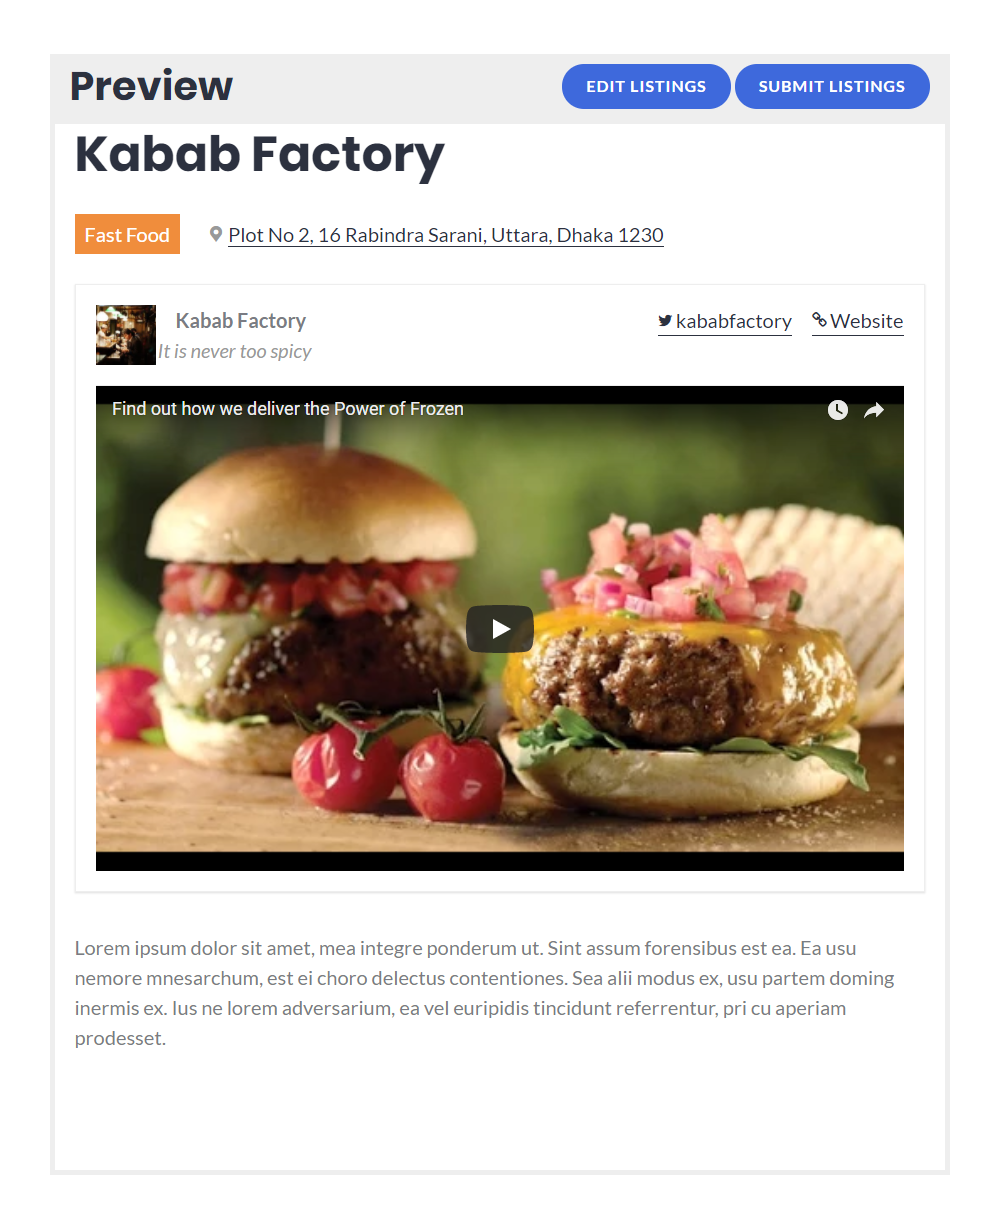 Preview
EDIT LISTINGS
SUBMIT LISTINGS
Kabab Factory
Fast Food
Plot No 2, 16 Rabindra Sarani, Uttara, Dhaka 1230
Kabab Factory
kababfactory
Website
It is never too spicy
Find out how we deliver the Power of Frozen
Lorem ipsum dolor sit amet, mea integre ponderum ut. Sint assum forensibus est ea. Ea usu
nemore mnesarchum, est ei choro delectus contentiones. Sea alii modus ex, usu partem doming
inermis ex. Ius ne lorem adversarium, ea vel euripidis tincidunt referrentur, pri cu aperiam
prodesset.